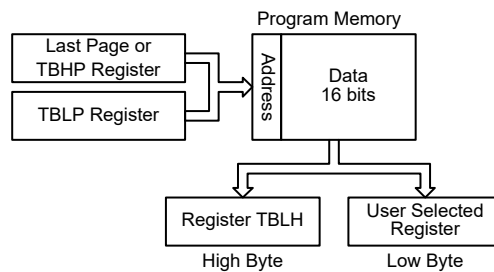 Program Memory
Last Page or
TBHP Register
TBLP Register
Address
Data
16 bits
Register TBLH
User Selected
Register
High Byte
Low Byte